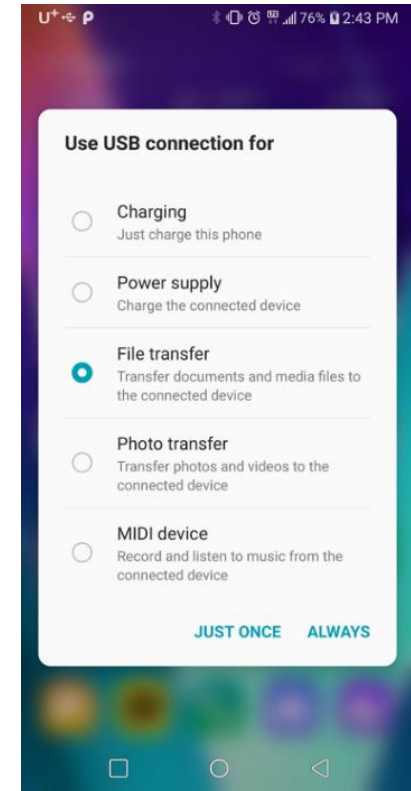 U+ P 76% 2:43 PM
Use USB connection for
Charging
Just charge this phone
Power supply
Charge the connected device
File transfer
Transfer documents and media files to
the connected device
Photo transfer
Transfer photos and videos to the
connected device
MIDI device
Record and listen to music from the
connected device
JUST ONCE ALWAYS